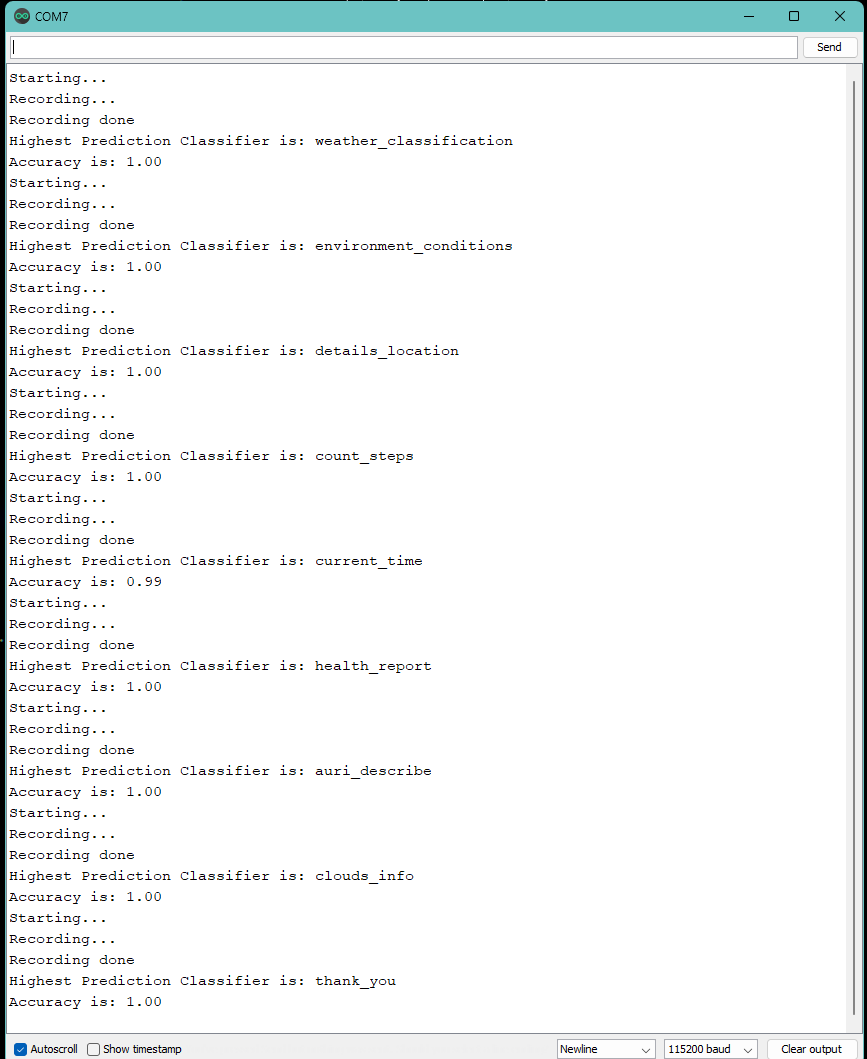 COM7
Send
Starting...
Recording...
Recording done
Highest Prediction Classifier is: weather_classification
Accuracy is: 1.00
Starting...
Recording...
Recording done
Highest Prediction Classifier is: environment_conditions
Accuracy is: 1.00
Starting...
Recording...
Recording done
Highest Prediction Classifier is: details_location
Accuracy is: 1.00
Starting...
Recording...
Recording done
Highest Prediction Classifier is: count_steps
Accuracy is: 1.00
Starting...
Recording...
Recording done
Highest Prediction Classifier is: current_time
Accuracy is: 0.99
Starting...
Recording...
Recording done
Highest Prediction Classifier is: health_report
Accuracy is: 1.00
Starting...
Recording...
Recording done
Highest Prediction Classifier is: auri_describe
Accuracy is: 1.00
Starting...
Recording...
Recording done
Highest Prediction Classifier is: clouds_info
Accuracy is: 1.00
Starting...
Recording...
Recording done
Highest Prediction Classifier is: thank_you
Accuracy is: 1.00
Autoscroll Show timestamp Newline 115200 baud Clear output